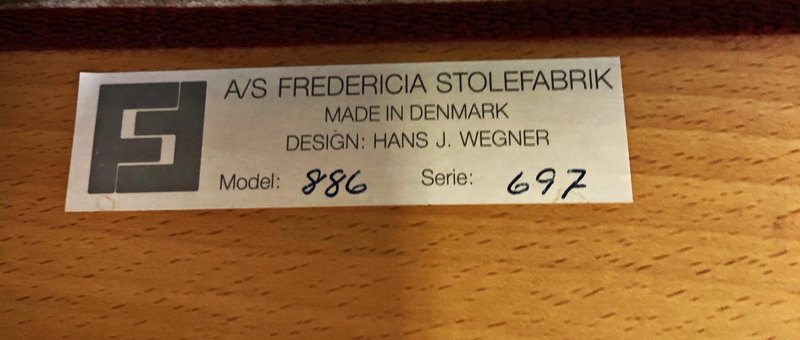 A/S FREDERICIA STOLEFABRIK
MADE IN DENMARK
DESIGN: HANS J. WEGNER
Model: 886 Serie: 697